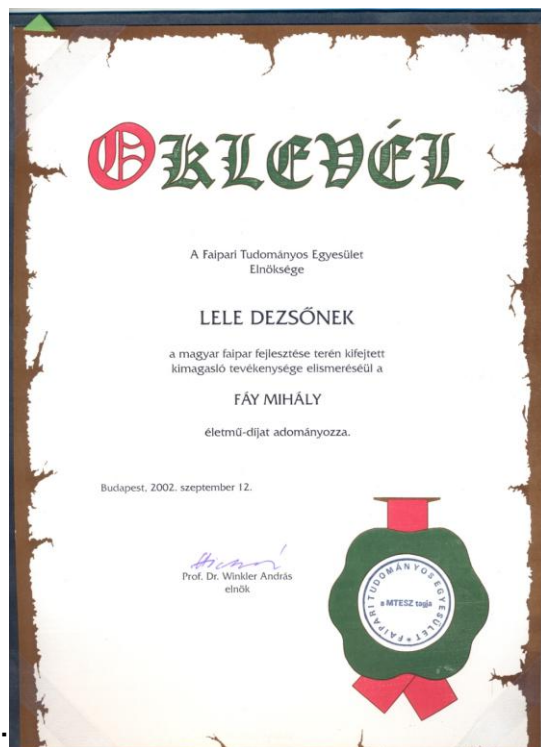 OKLEVÉL
A Faipari Tudományos Egyesület
Elnöksége
LELE DEZSŐNEK
a magyar faipar fejlesztése terén kifejtett
kimagasló tevékenysége elismeréséül a
FÁY MIHÁLY
életmű-díjat adományozza.
Budapest, 2002. szeptember 12.
Prof. Dr. Winkler András
elnök
FAIPARI TUDOMÁNYOS EGYESÜLET
a MTESZ tagja